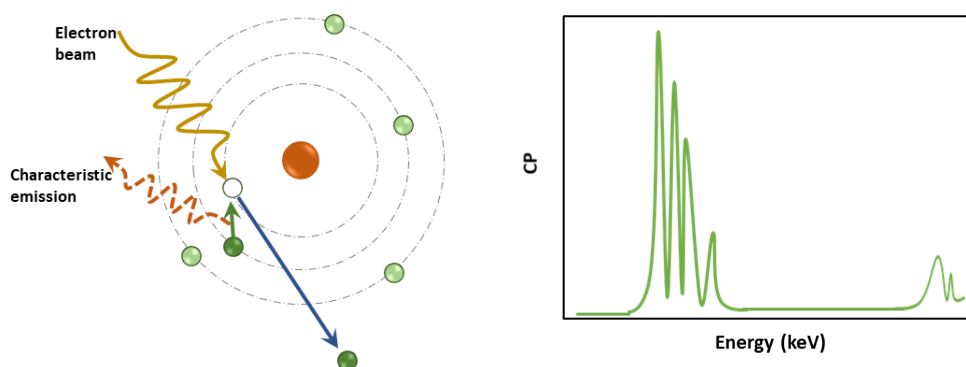 Electron
beam
Characteristic
emission
CP
Energy (keV)